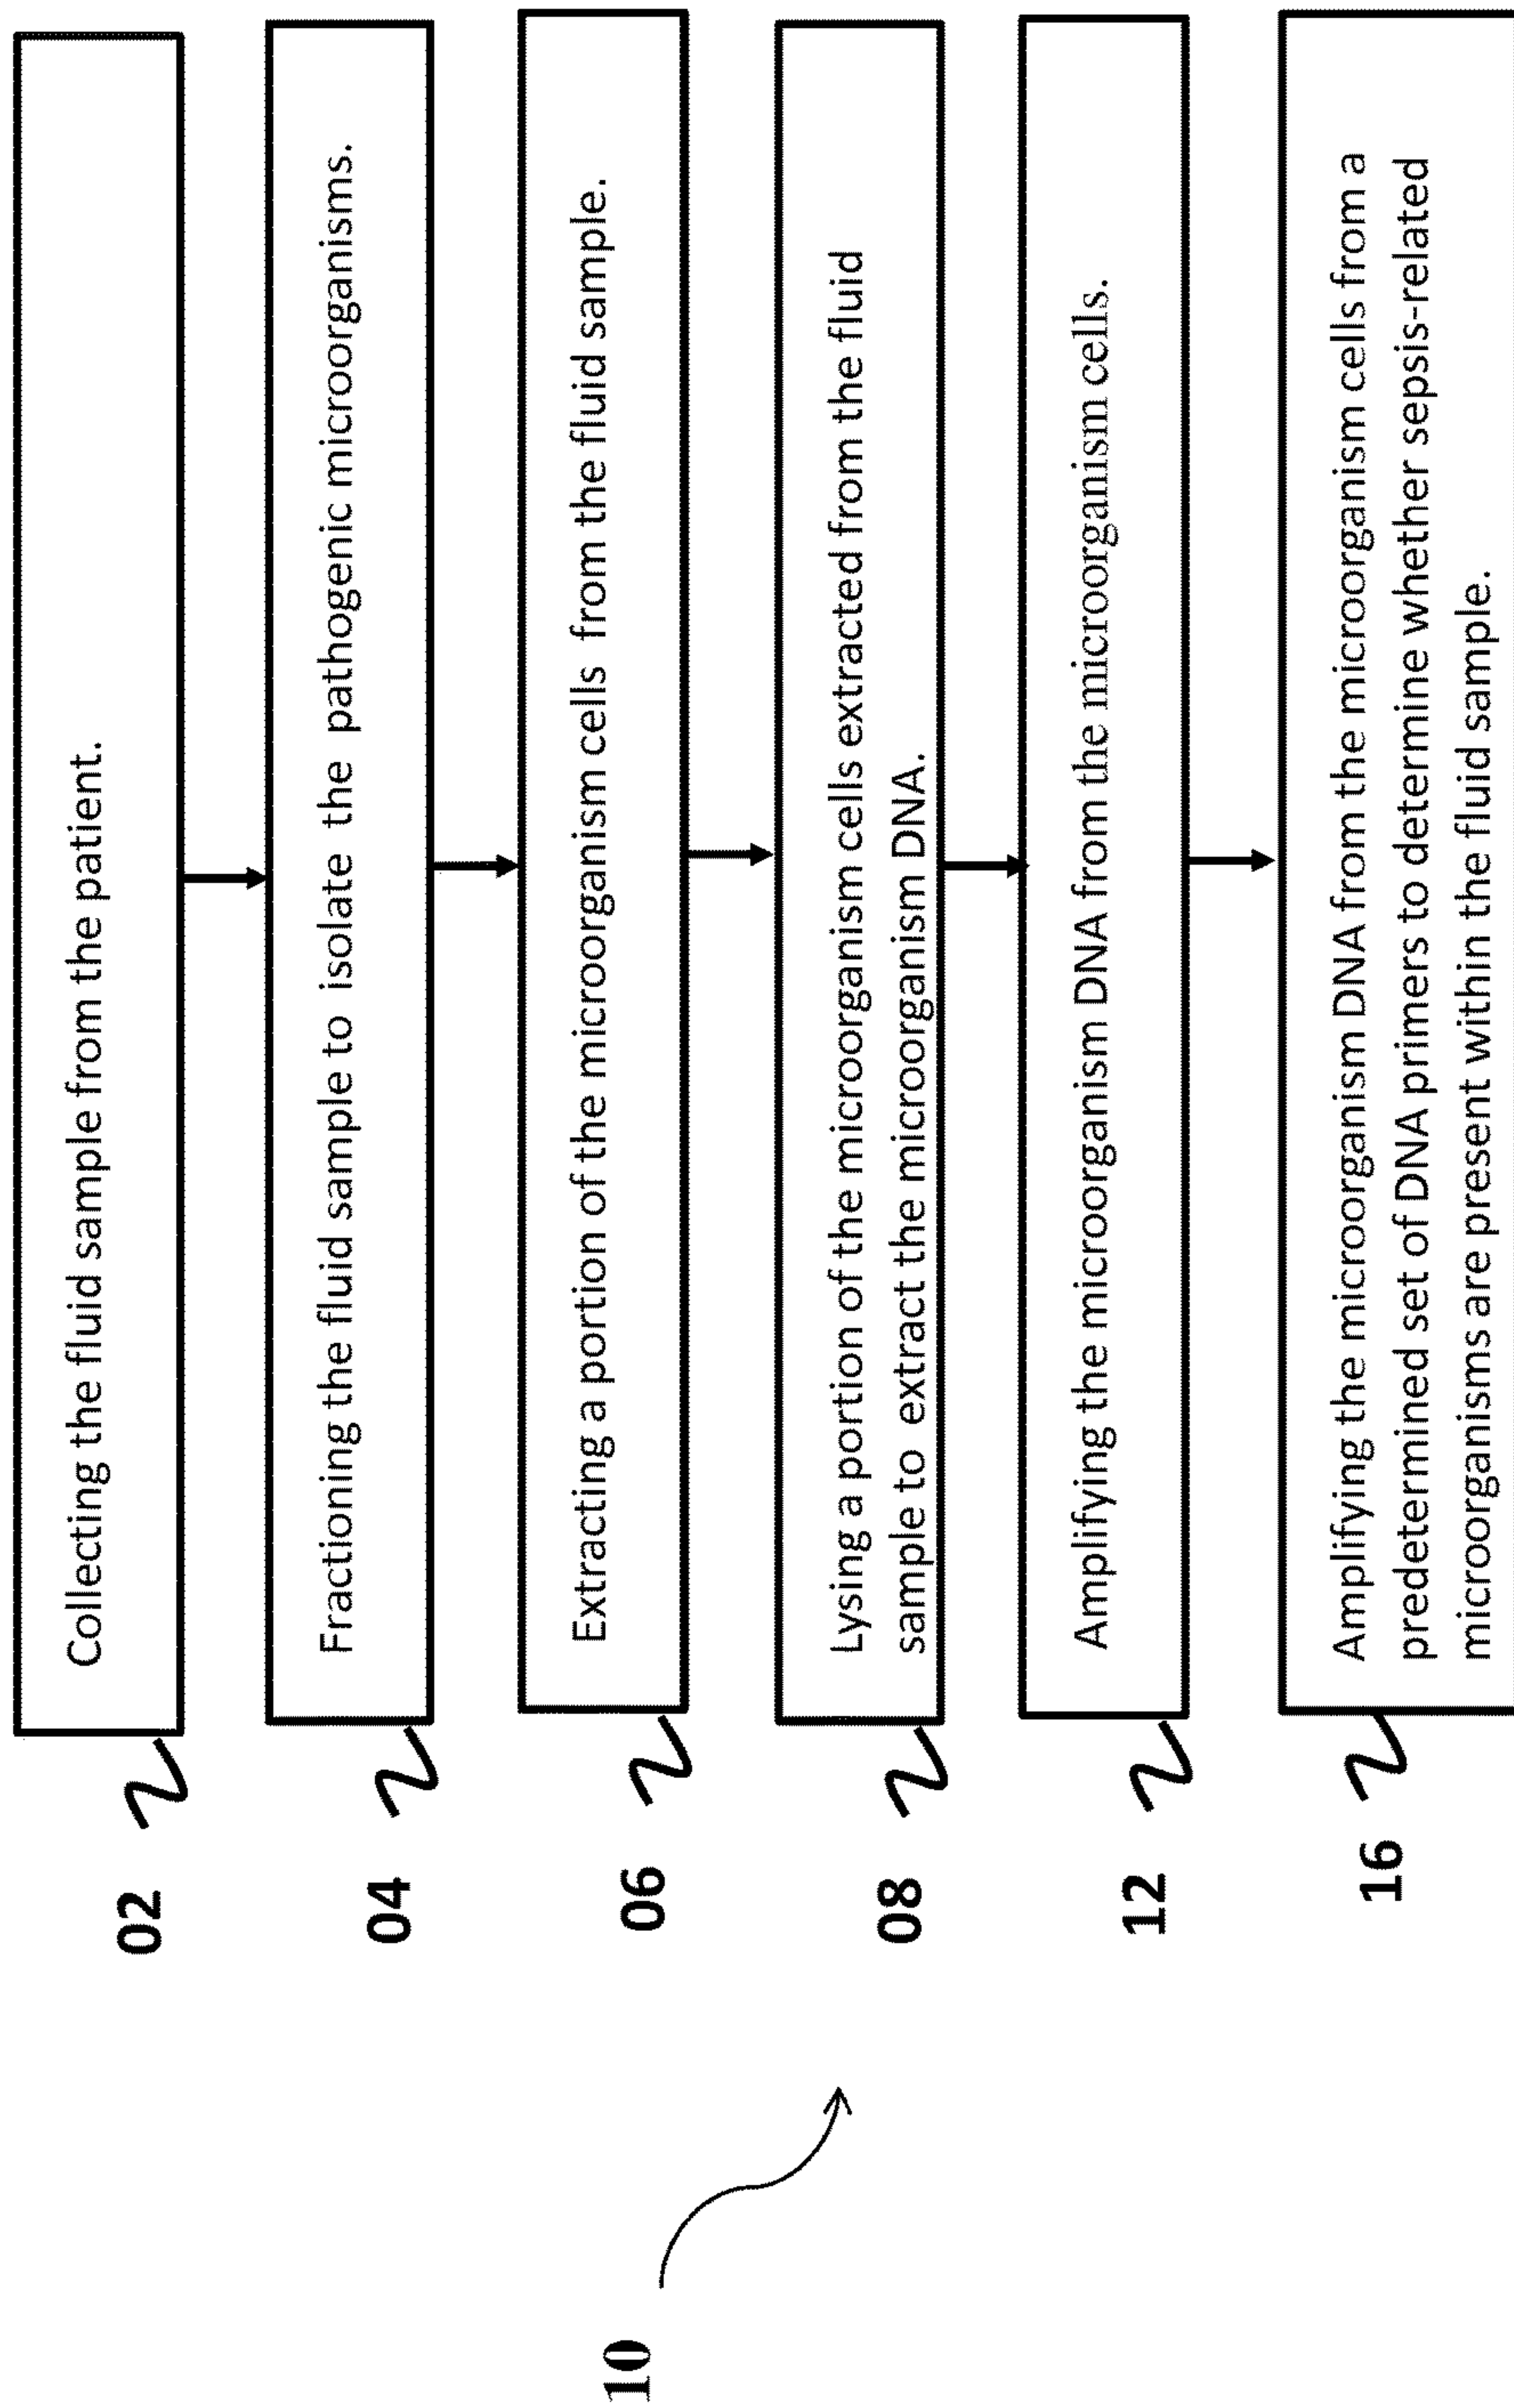 10
02
Collecting the fluid sample from the patient.
04
Fractioning the fluid sample to isolate the pathogenic microorganisms.
06
Extracting a portion of the microorganism cells from the fluid sample.
08
Lysing a portion of the microorganism cells extracted from the fluid
sample to extract the microorganism DNA.
12
Amplifying the microorganism DNA from the microorganism cells.
16
Amplifying the microorganism DNA from the microorganism cells from a
predetermined set of DNA primers to determine whether sepsis-related
microorganisms are present within the fluid sample.